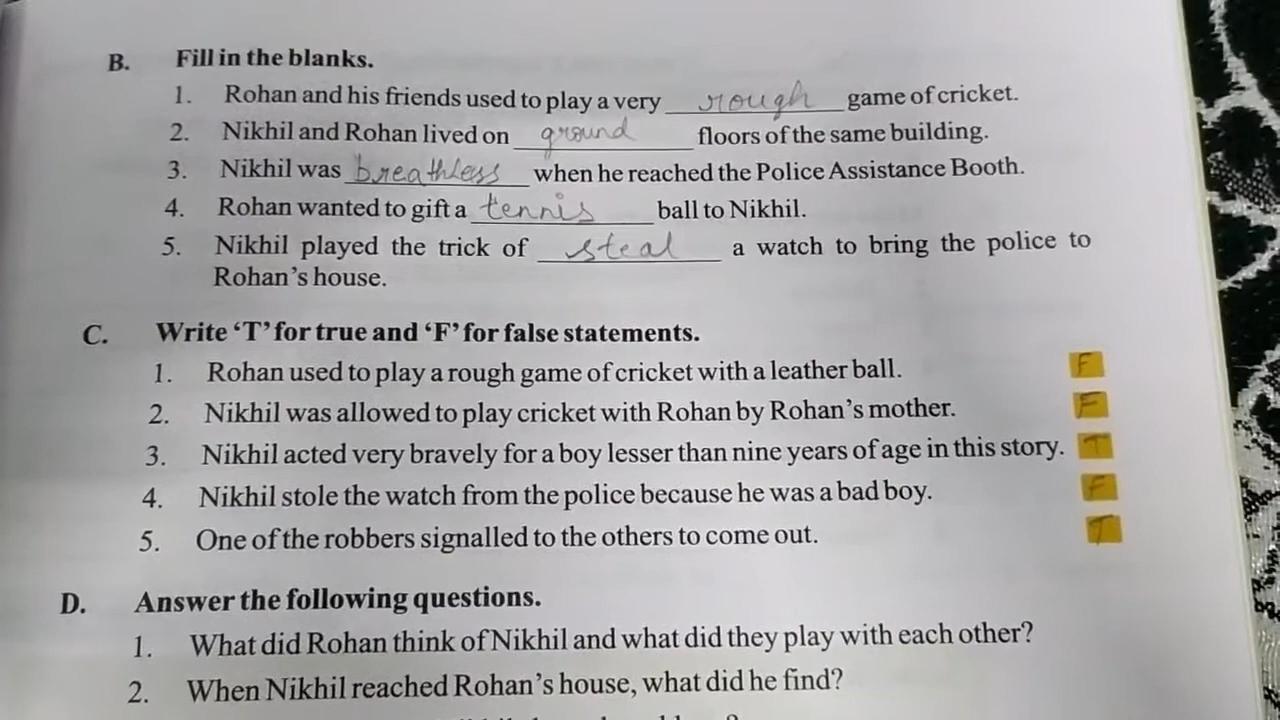 B. Fill in the blanks.
1. Rohan and his friends used to play a very rough game of cricket.
2. Nikhil and Rohan lived on ground floors of the same building.
3. Nikhil was breathless when he reached the Police Assistance Booth.
4. Rohan wanted to gift a tennis ball to Nikhil.
5. Nikhil played the trick of steal a watch to bring the police to
Rohan's house.
C. Write 'T' for true and 'F' for false statements.
1. Rohan used to play a rough game of cricket with a leather ball. F
2. Nikhil was allowed to play cricket with Rohan by Rohan's mother. F
3. Nikhil acted very bravely for a boy lesser than nine years of age in this story. T
4. Nikhil stole the watch from the police because he was a bad boy. F
5. One of the robbers signalled to the others to come out. T
D. Answer the following questions.
1. What did Rohan think of Nikhil and what did they play with each other?
2. When Nikhil reached Rohan's house, what did he find?